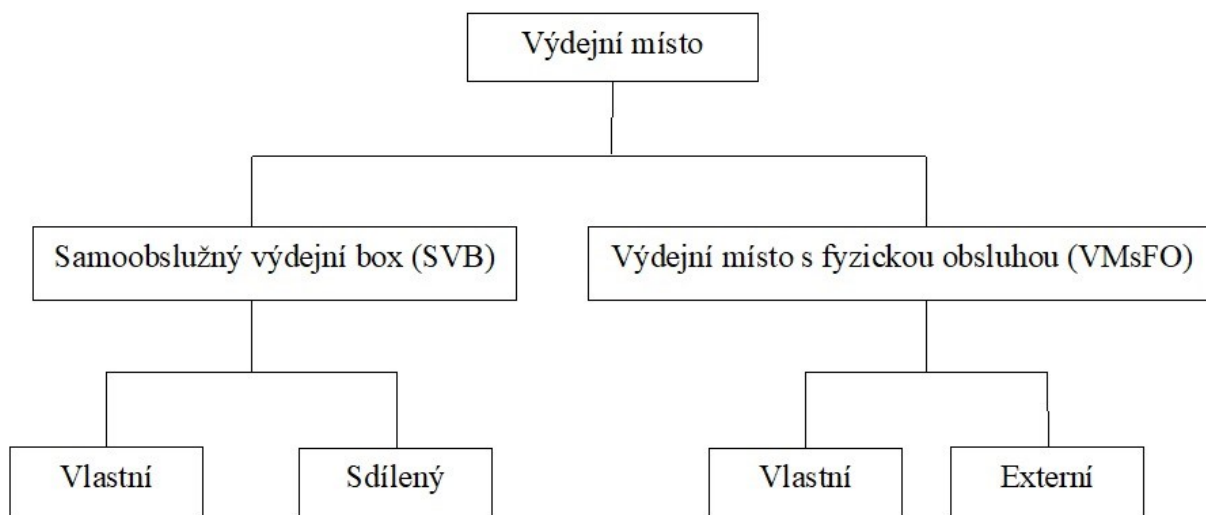 Výdejní místo
Samoobslužný výdejní box (SVB)
Výdejní místo s fyzickou obsluhou (VMsFO)
Vlastní
Sdílený
Vlastní
Externí